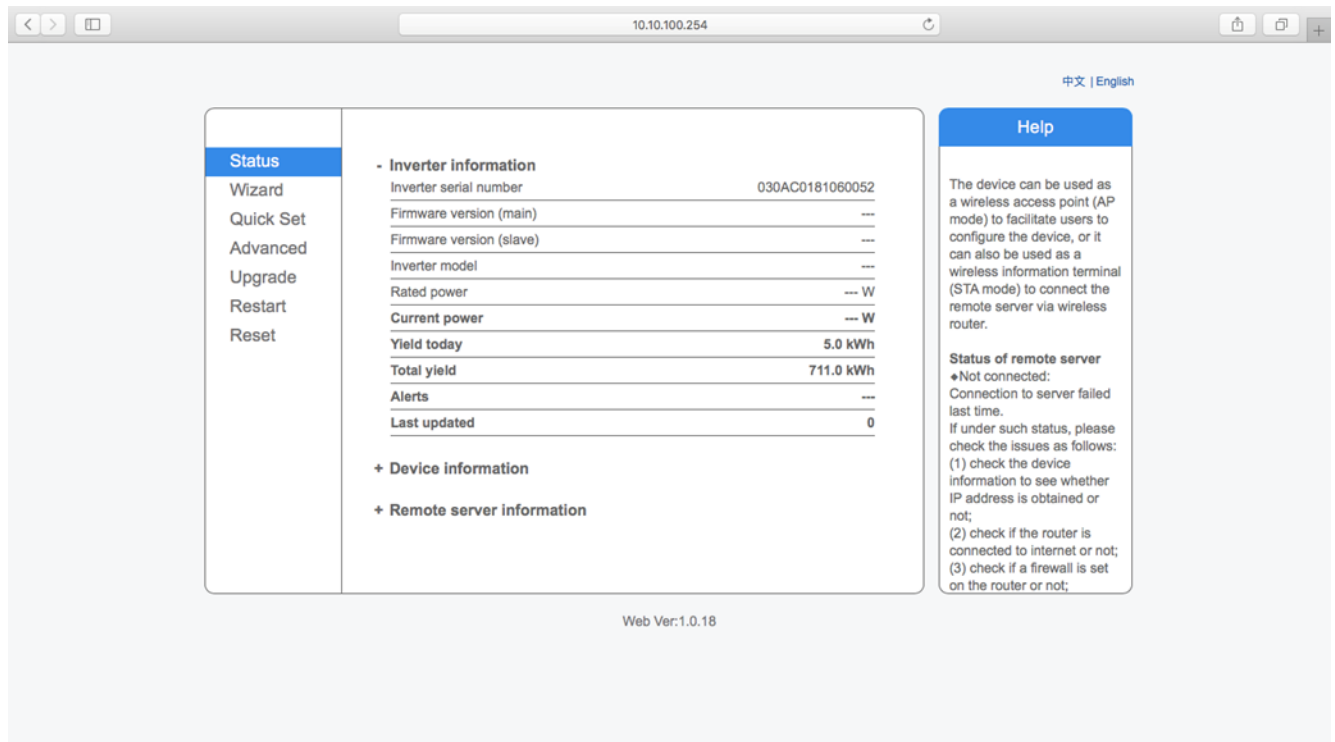 10.10.100.254
中文 | English
Status
Wizard
Quick Set
Advanced
Upgrade
Restart
Reset
- Inverter information
Inverter serial number 030AC0181060052
Firmware version (main) ---
Firmware version (slave) ---
Inverter model ---
Rated power --- W
Current power --- W
Yield today 5.0 kWh
Total yield 711.0 kWh
Alerts ---
Last updated 0
+ Device information
+ Remote server information
Help
The device can be used as
a wireless access point (AP
mode) to facilitate users to
configure the device, or it
can also be used as a
wireless information terminal
(STA mode) to connect the
remote server via wireless
router.
Status of remote server
◆Not connected:
Connection to server failed
last time.
If under such status, please
check the issues as follows:
(1) check the device
information to see whether
IP address is obtained or
not;
(2) check if the router is
connected to internet or not;
(3) check if a firewall is set
on the router or not;
Web Ver:1.0.18